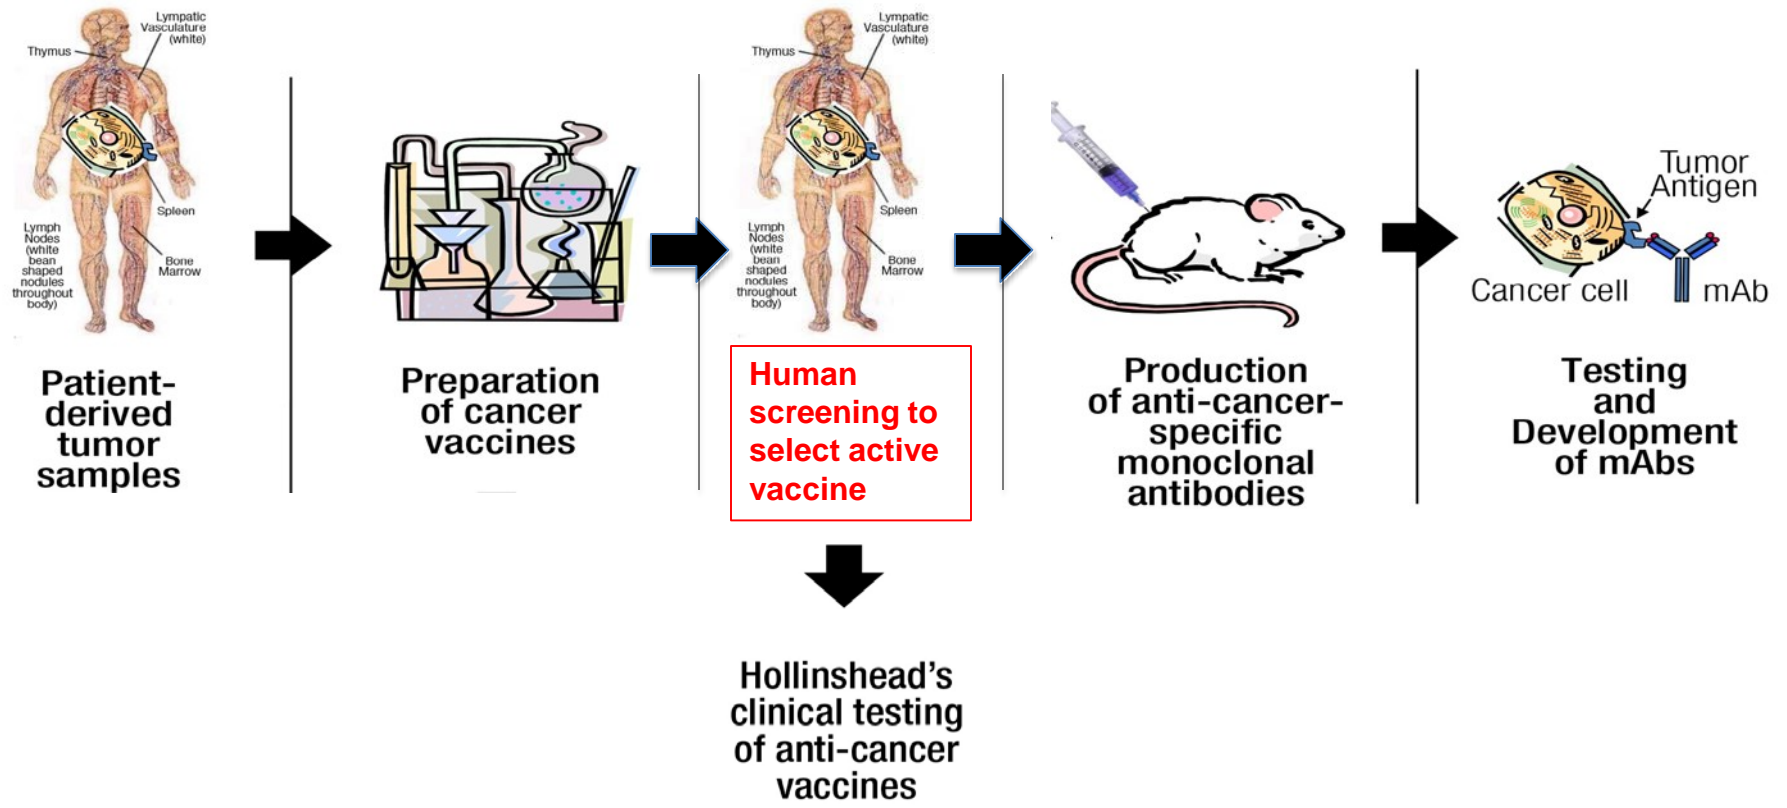 Lympatic
Vasculature
(white)
Thymus
Spleen
Lymph
Nodes
(white
bean
shaped
nodules
throughout
body)
Bone
Marrow
Patient-
derived
tumor
samples
Preparation
of cancer
vaccines
Lympatic
Vasculature
(white)
Thymus
Spleen
Lymph
Nodes
(white
bean
shaped
nodules
throughout
body)
Bone
Marrow
Human
screening to
select active
vaccine
Hollinshead's
clinical testing
of anti-cancer
vaccines
Production
of anti-cancer-
specific
monoclonal
antibodies
Tumor
Antigen
Cancer cell
mAb
Testing
and
Development
of mAbs